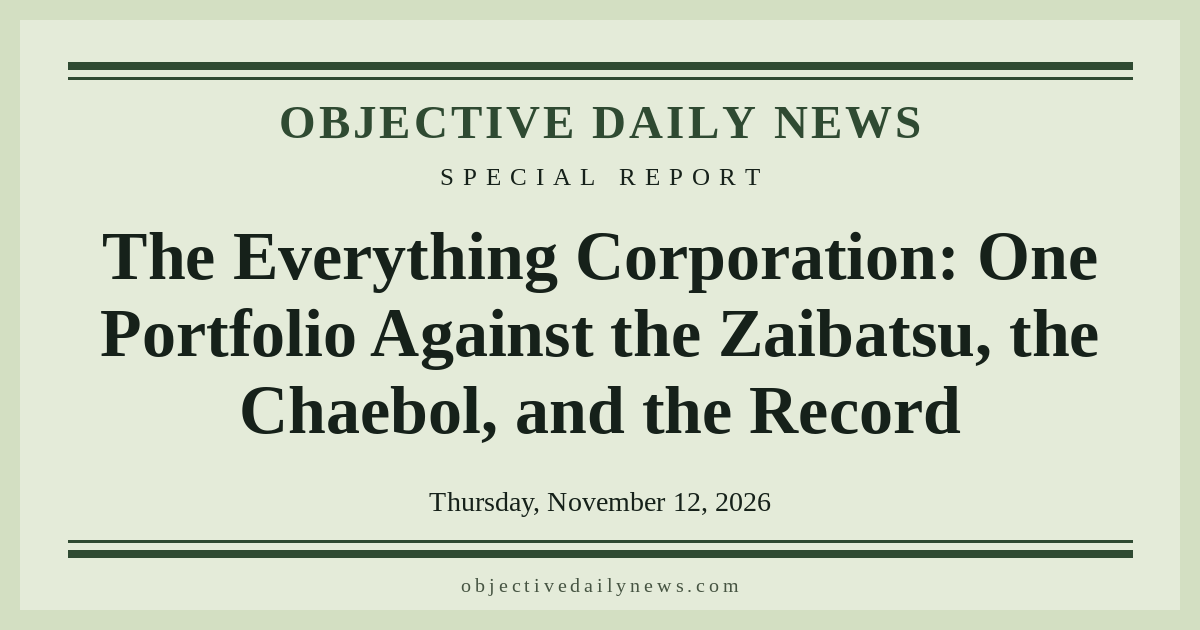 OBJECTIVE DAILY NEWS
SPECIAL REPORT
The Everything Corporation: One
Portfolio Against the Zaibatsu, the
Chaebol, and the Record
Thursday, November 12, 2026
objectivedailynews.com